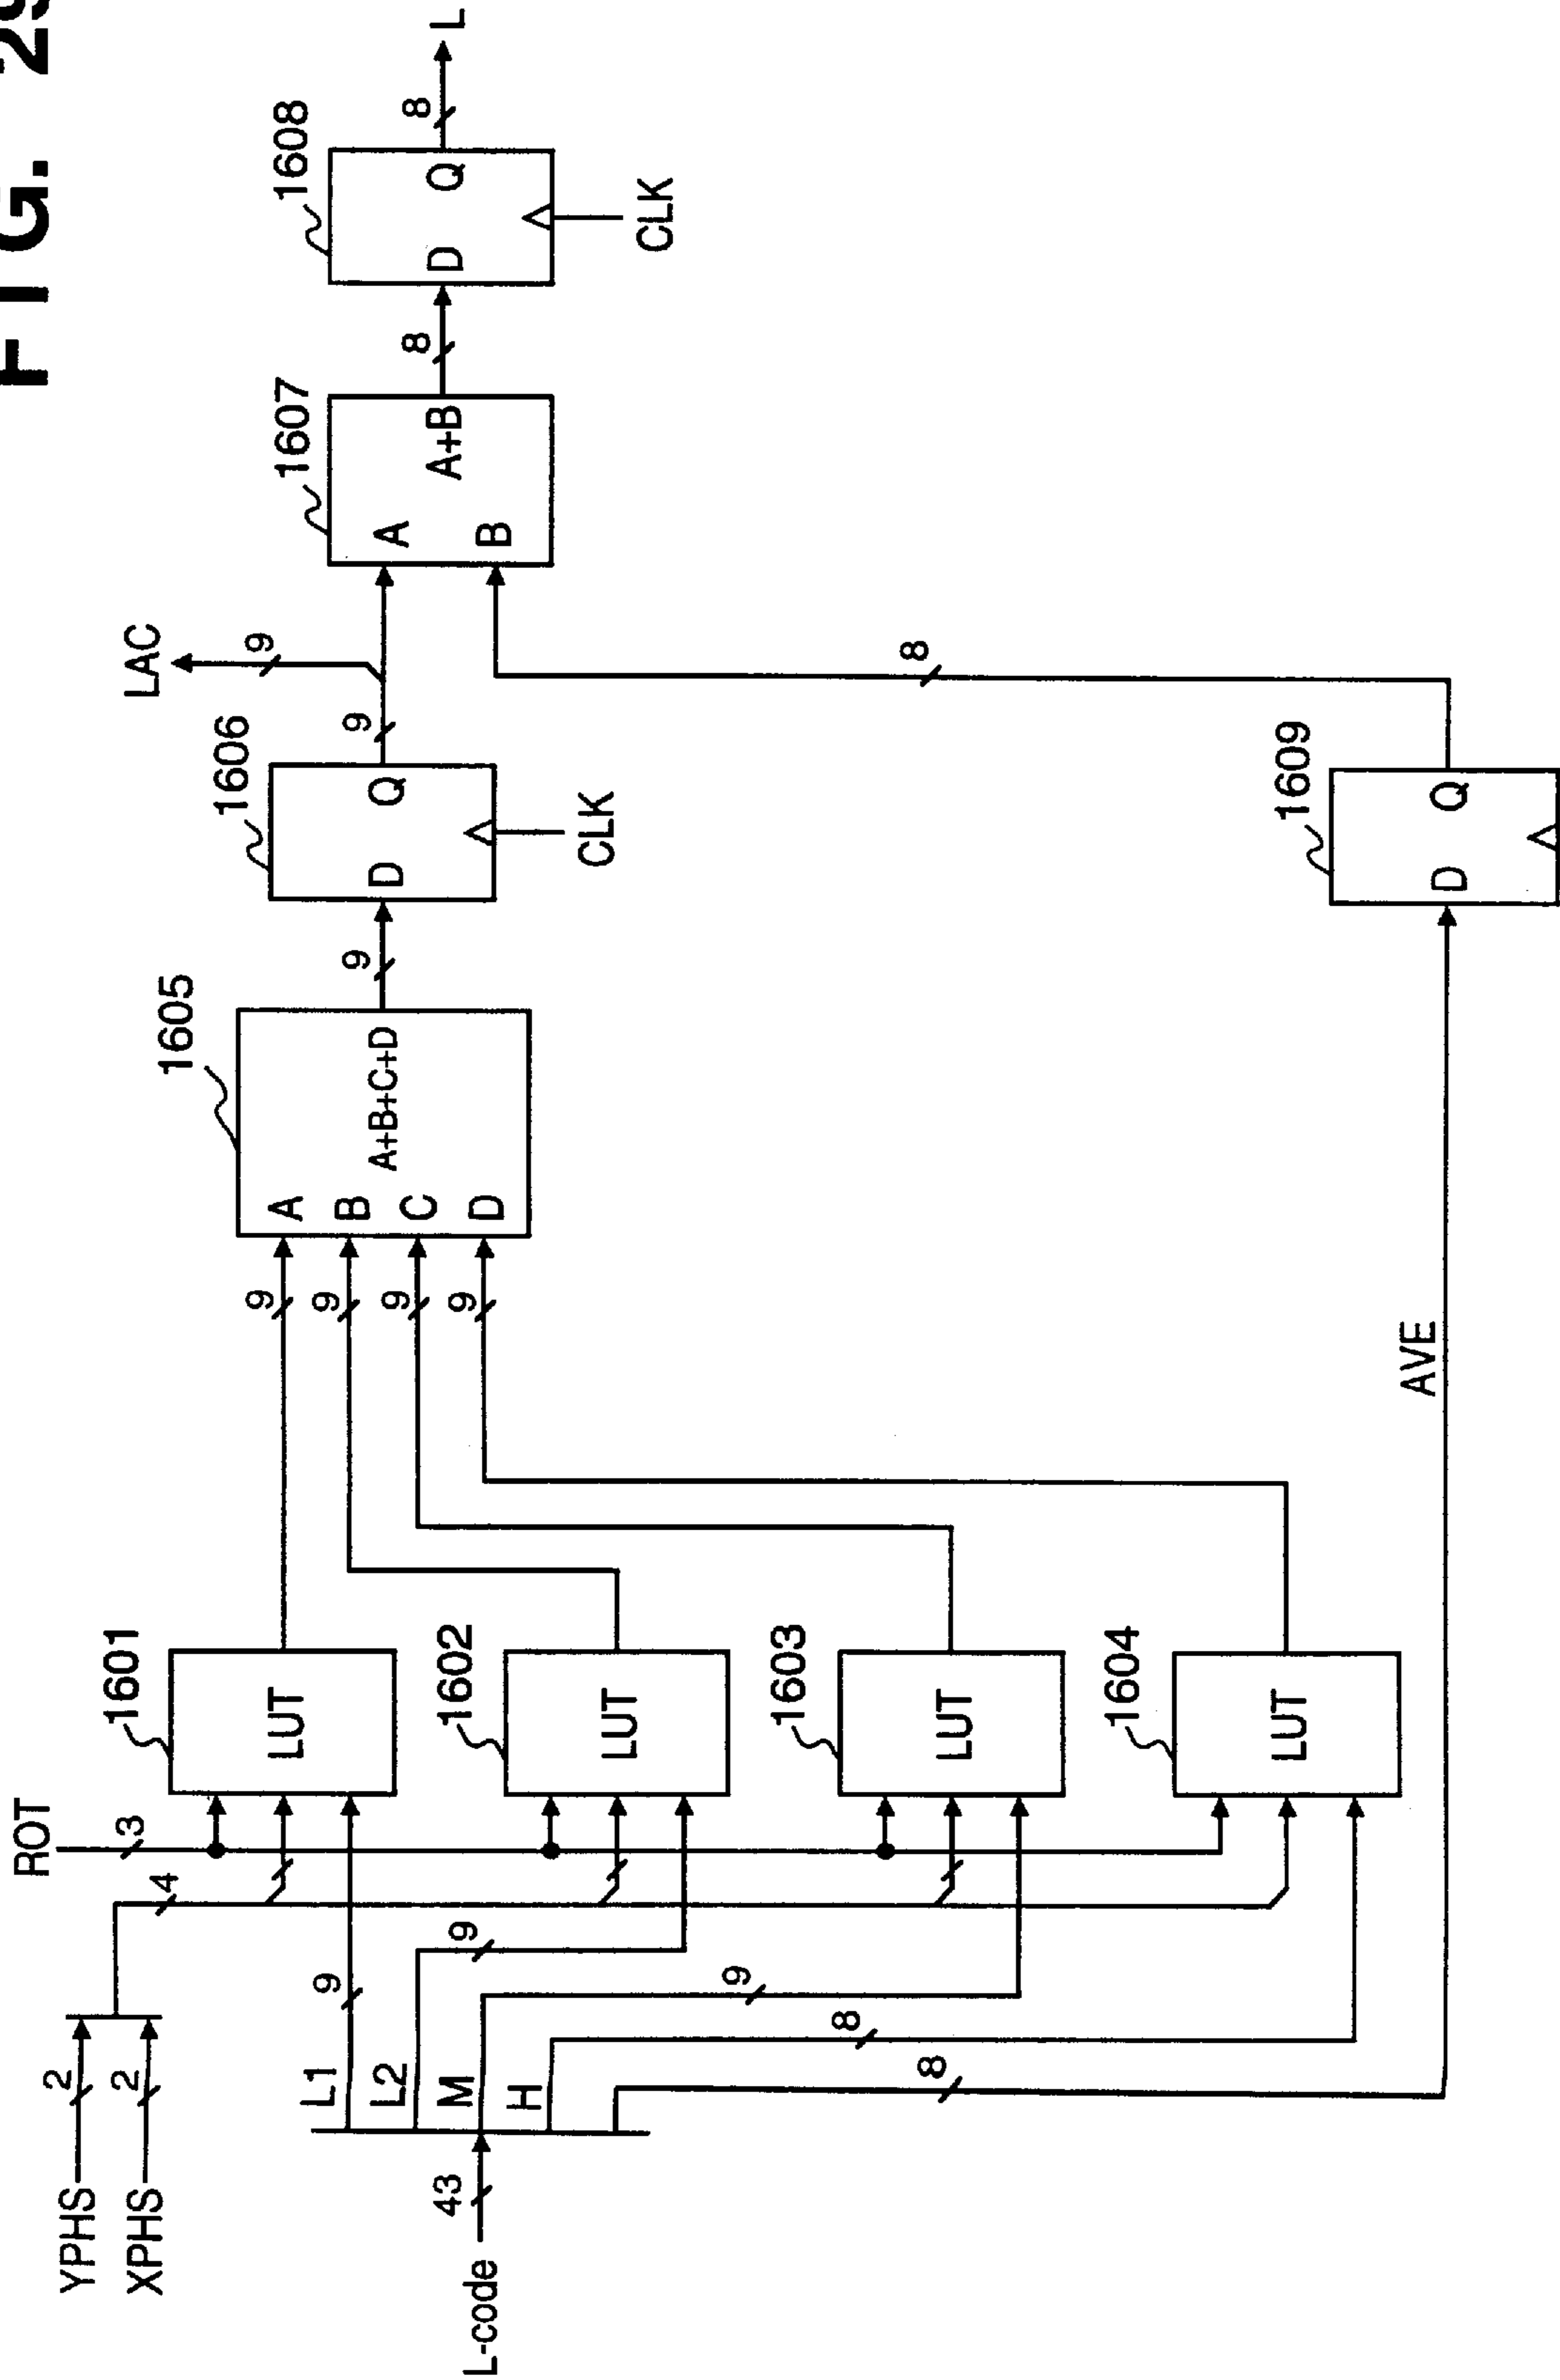 FIG. 29
YPHS
2
XPHS
2
4
ROT
3
L-code
43
L1
9
L2
9
M
9
H
8
8
1601
LUT
1602
LUT
1603
LUT
1604
LUT
9
9
9
9
1605
A
B
C
D
A+B+C+D
9
1606
D
Q
CLK
9
LAC
9
AVE
1609
D
Q
8
1607
A
B
A+B
8
1608
D
Q
CLK
8
L